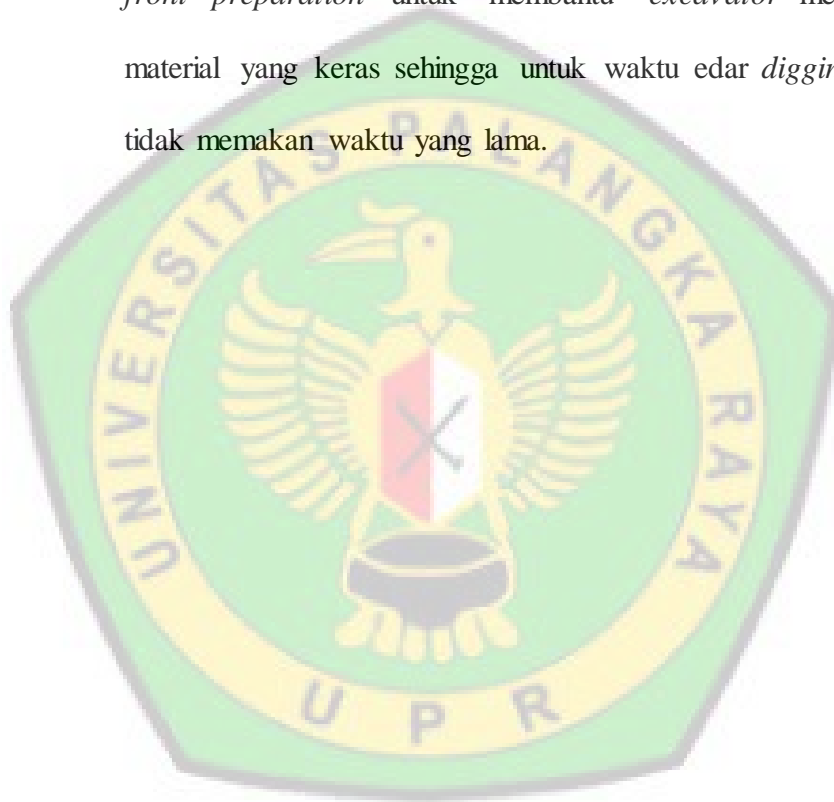 front preparation untuk membantu excavator
material yang keras sehingga untuk waktu edar
tidak memakan waktu yang lama.
UNIVERSITAS PALANGKA RAYA
UPR